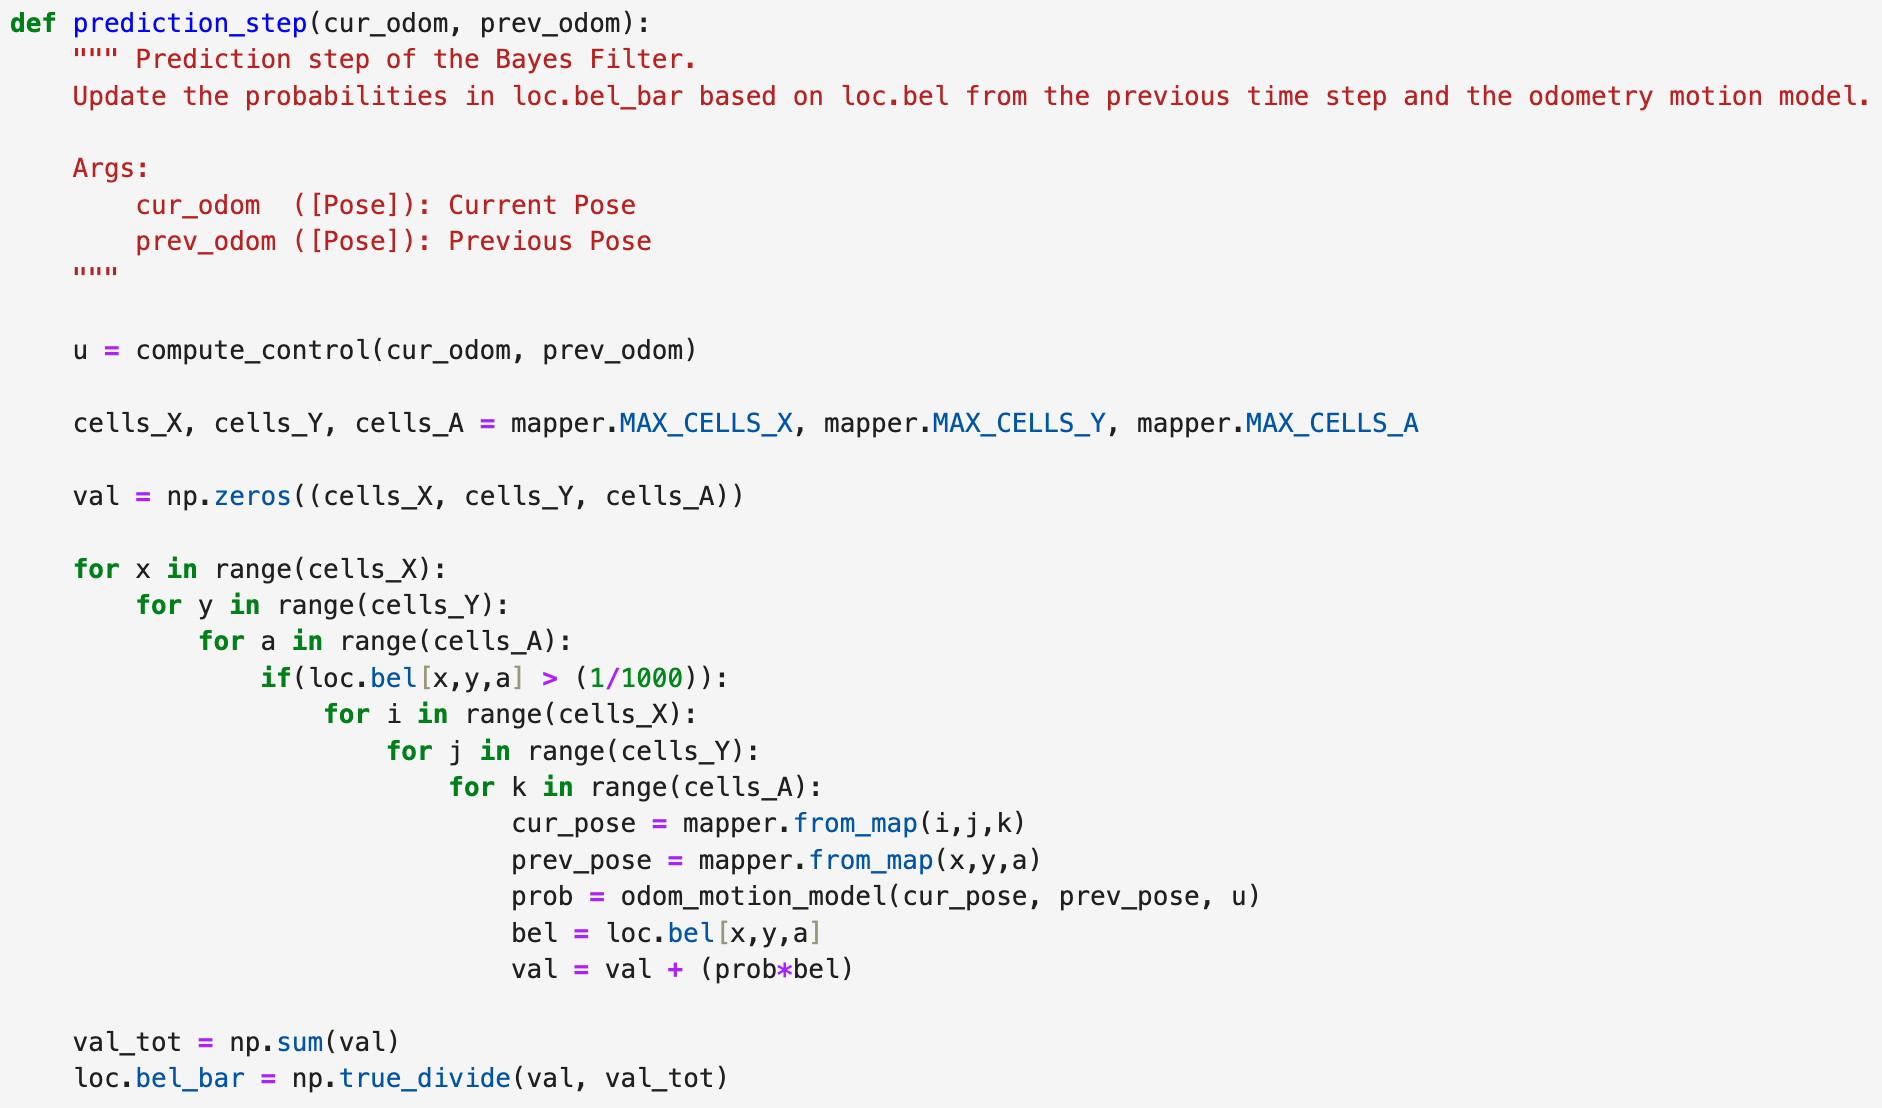 def prediction_step(cur_odom, prev_odom):
    """ Prediction step of the Bayes Filter.
    Update the probabilities in loc.bel_bar based on loc.bel from the previous time step and the odometry motion model.

    Args:
        cur_odom  ([Pose]): Current Pose
        prev_odom ([Pose]): Previous Pose
    """

    u = compute_control(cur_odom, prev_odom)

    cells_X, cells_Y, cells_A = mapper.MAX_CELLS_X, mapper.MAX_CELLS_Y, mapper.MAX_CELLS_A

    val = np.zeros((cells_X, cells_Y, cells_A))

    for x in range(cells_X):
        for y in range(cells_Y):
            for a in range(cells_A):
                if(loc.bel[x,y,a] > (1/1000)):
                    for i in range(cells_X):
                        for j in range(cells_Y):
                            for k in range(cells_A):
                                cur_pose = mapper.from_map(i,j,k)
                                prev_pose = mapper.from_map(x,y,a)
                                prob = odom_motion_model(cur_pose, prev_pose, u)
                                bel = loc.bel[x,y,a]
                                val = val + (prob*bel)

    val_tot = np.sum(val)
    loc.bel_bar = np.true_divide(val, val_tot)